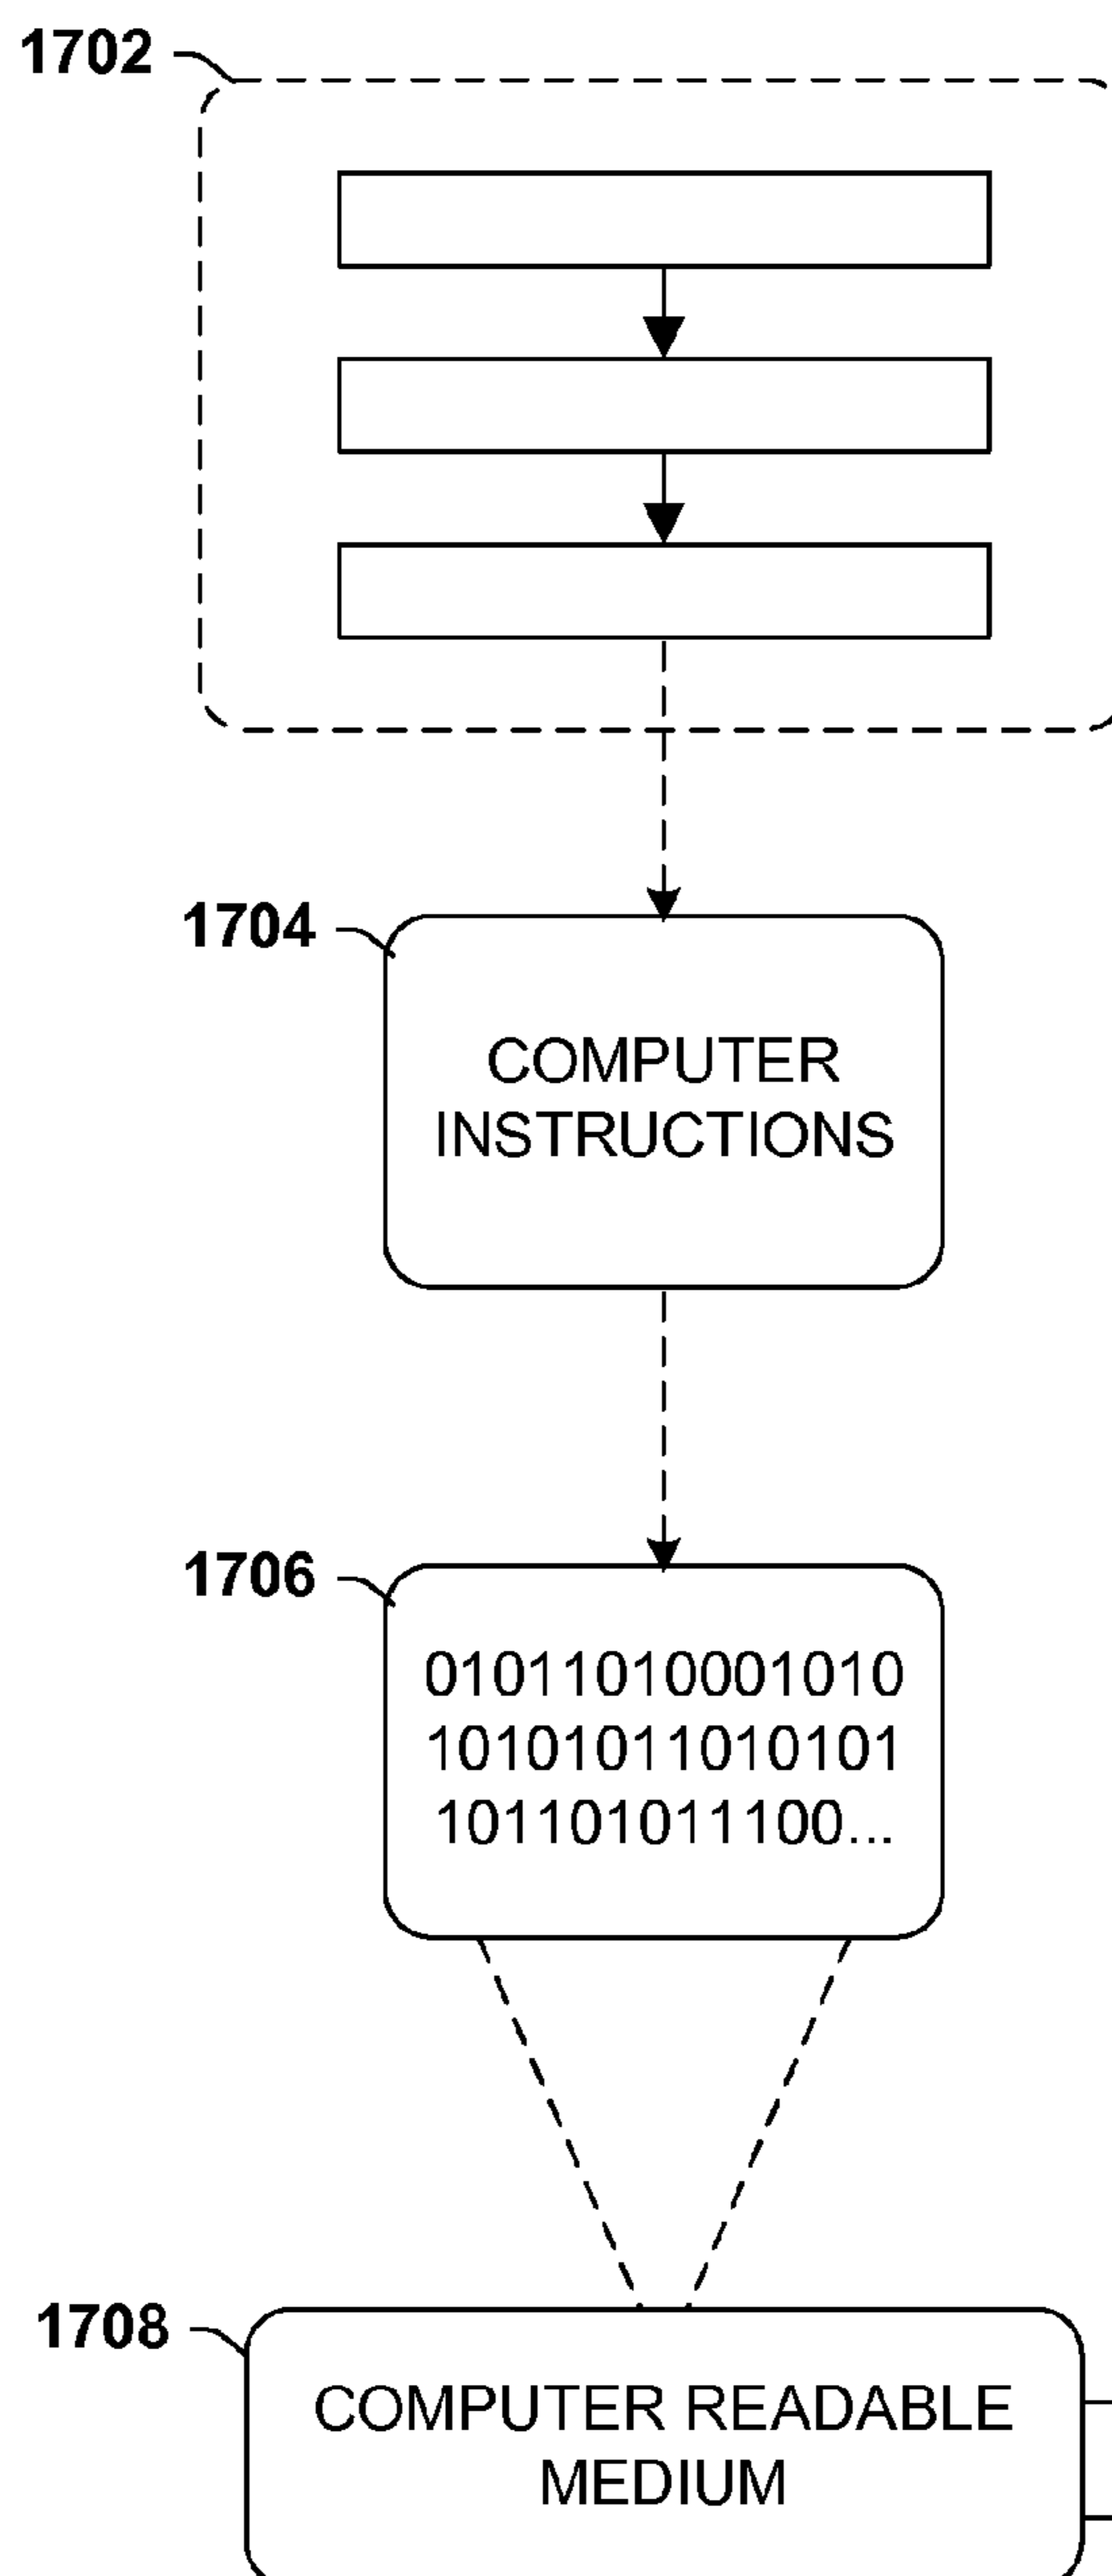 1702
1704
COMPUTER
INSTRUCTIONS
1706
01011010001010
10101011010101
101101011100...
1708
COMPUTER READABLE
MEDIUM